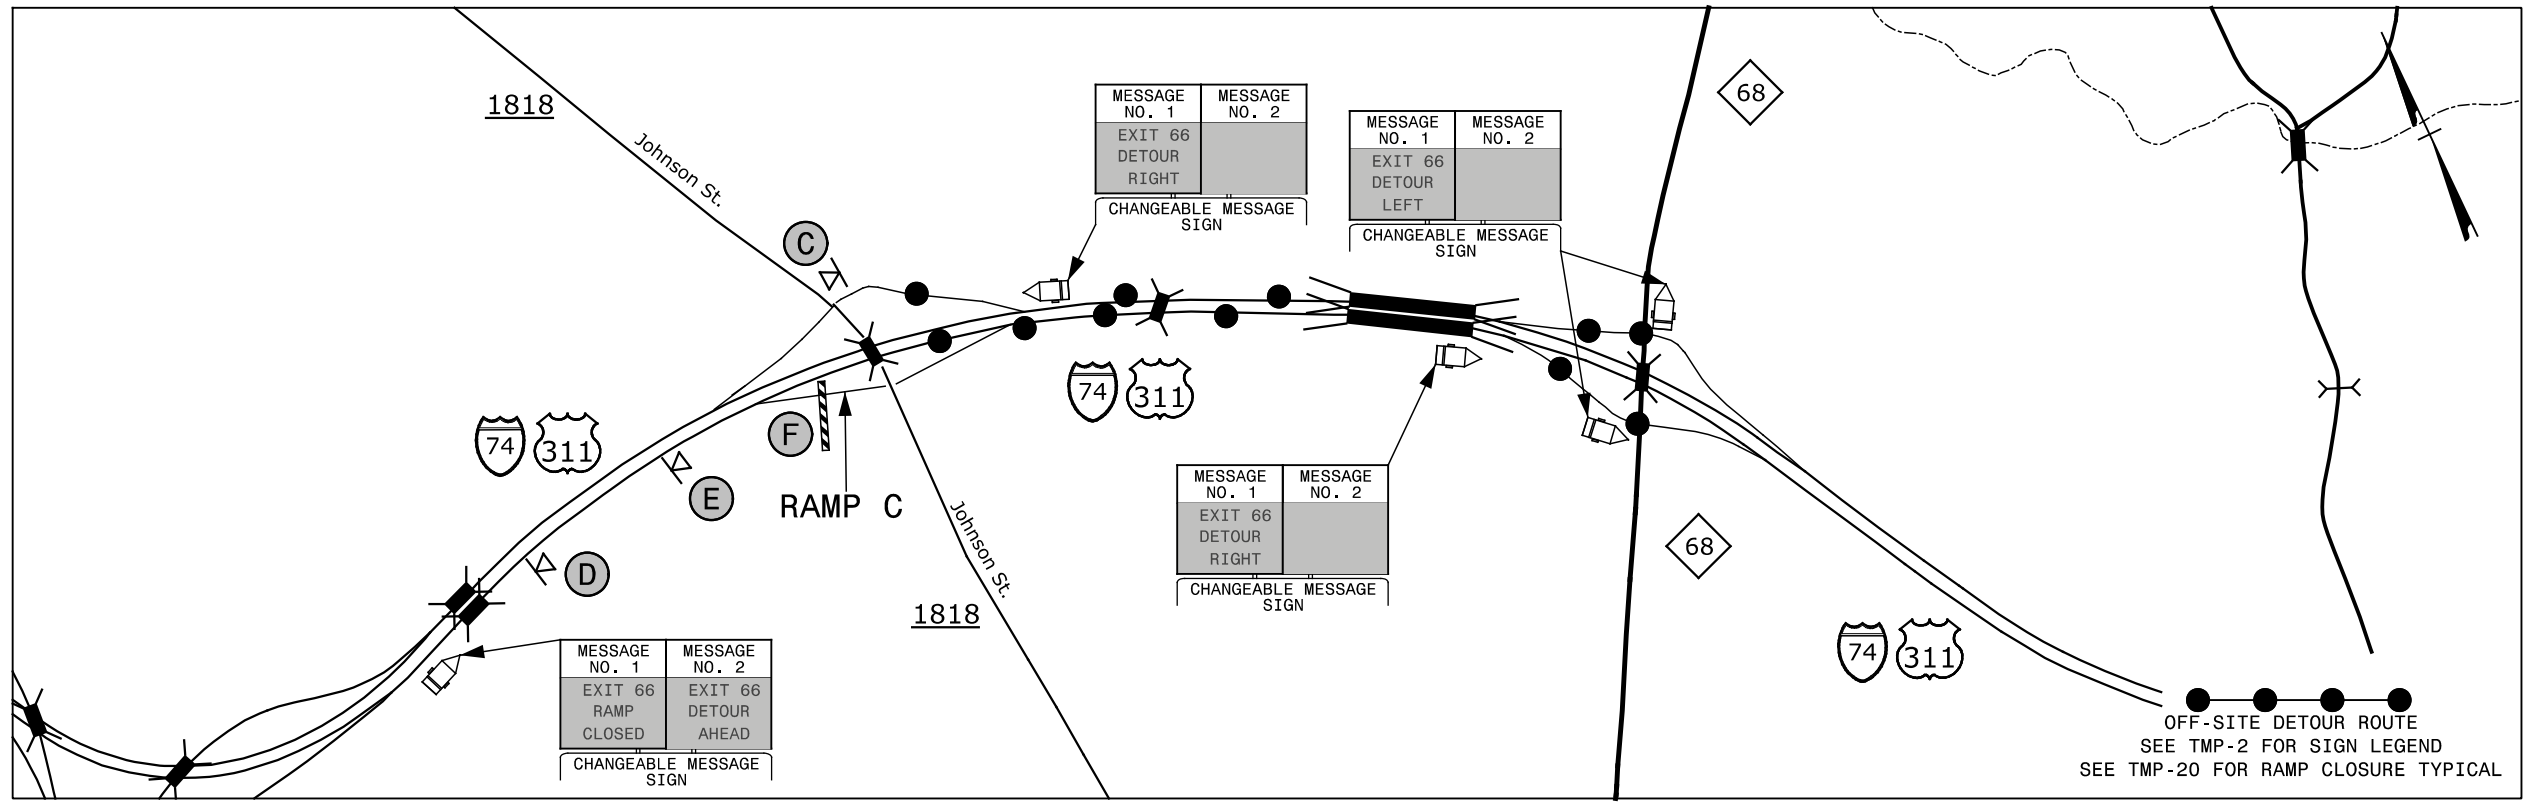 1818
Johnson St.
C
MESSAGE NO. 1
MESSAGE NO. 2
EXIT 66
DETOUR
RIGHT
CHANGEABLE MESSAGE
SIGN
MESSAGE NO. 1
MESSAGE NO. 2
EXIT 66
DETOUR
LEFT
CHANGEABLE MESSAGE
SIGN
68
74
311
F
E
RAMP C
D
74
311
Johnson St.
1818
MESSAGE NO. 1
MESSAGE NO. 2
EXIT 66
DETOUR
RIGHT
CHANGEABLE MESSAGE
SIGN
68
74
311
MESSAGE NO. 1
MESSAGE NO. 2
EXIT 66
RAMP
CLOSED
EXIT 66
DETOUR
AHEAD
CHANGEABLE MESSAGE
SIGN
OFF-SITE DETOUR ROUTE
SEE TMP-2 FOR SIGN LEGEND
SEE TMP-20 FOR RAMP CLOSURE TYPICAL